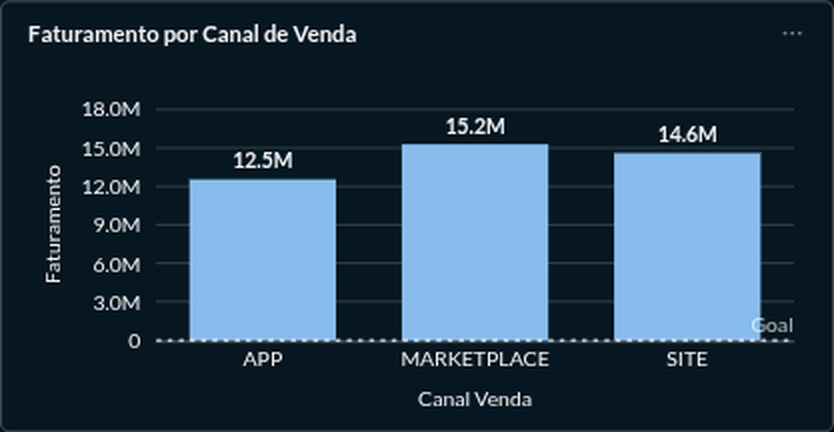 Faturamento por Canal de Venda
...
18.0M
15.0M
12.0M
9.0M
6.0M
3.0M
0
Faturamento
12.5M
15.2M
14.6M
Goal
APP
MARKETPLACE
SITE
Canal Venda